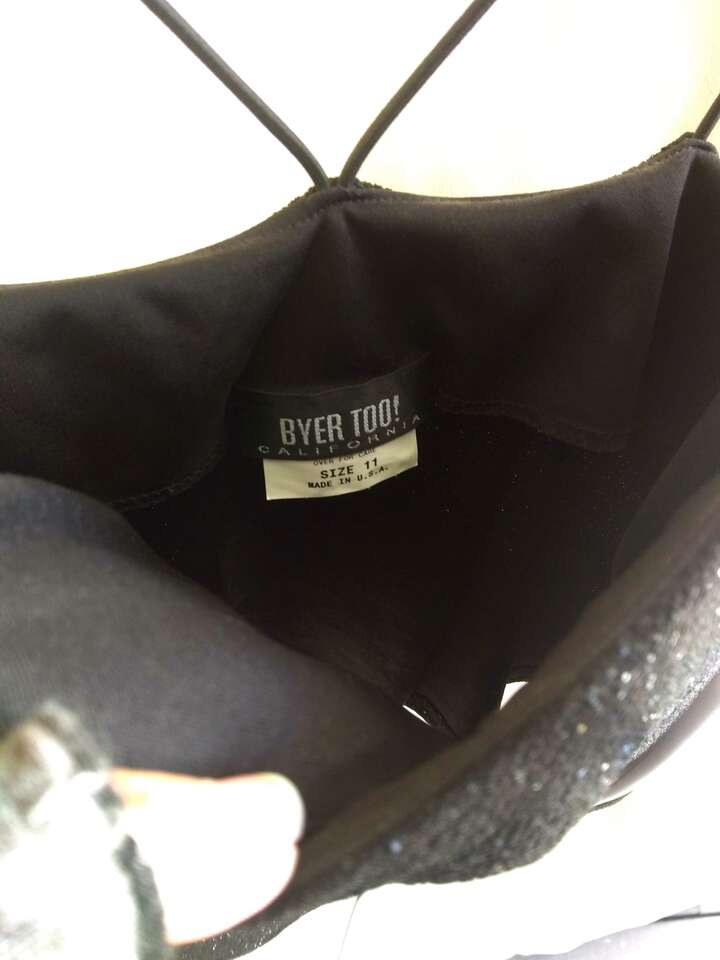 BYER TOO!
CALIFORNIA
OVER FOR CARE
SIZE 11
MADE IN U.S.A.